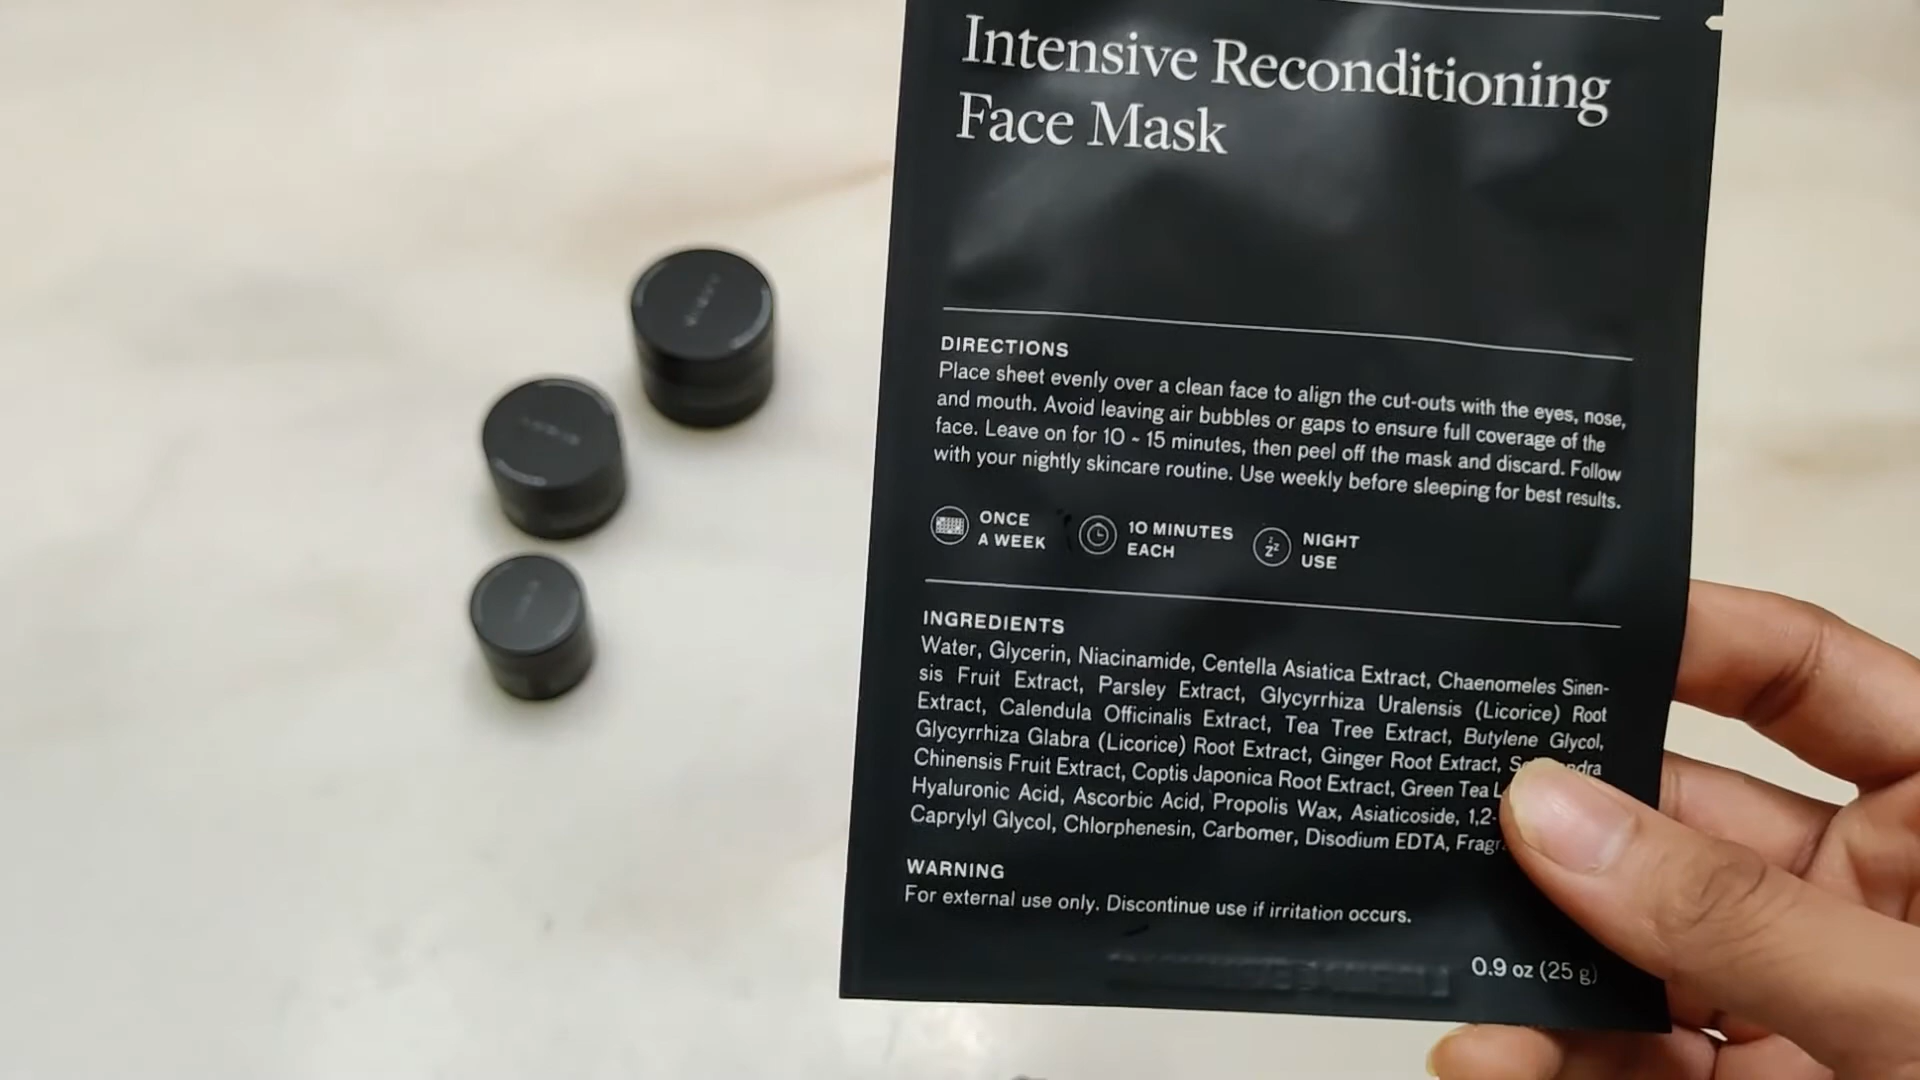 Intensive Reconditioning
Face Mask
DIRECTIONS
Place sheet evenly over a clean face to align the cut-outs with the eyes, nose,
and mouth. Avoid leaving air bubbles or gaps to ensure full coverage of the
face. Leave on for 10 ~ 15 minutes, then peel off the mask and discard. Follow
with your nightly skincare routine. Use weekly before sleeping for best results.
ONCE
A WEEK
10 MINUTES
EACH
NIGHT
USE
INGREDIENTS
Water, Glycerin, Niacinamide, Centella Asiatica Extract, Chaenomeles Sinen-
sis Fruit Extract, Parsley Extract, Glycyrrhiza Uralensis (Licorice) Root
Extract, Calendula Officinalis Extract, Tea Tree Extract, Butylene Glycol,
Glycyrrhiza Glabra (Licorice) Root Extract, Ginger Root Extract,
Chinensis Fruit Extract, Coptis Japonica Root Extract, Green Tea
Hyaluronic Acid, Ascorbic Acid, Propolis Wax, Asiaticoside, 1,2-
Caprylyl Glycol, Chlorphenesin, Carbomer, Disodium EDTA,
WARNING
For external use only. Discontinue use if irritation occurs.
0.9 oz (25 g)